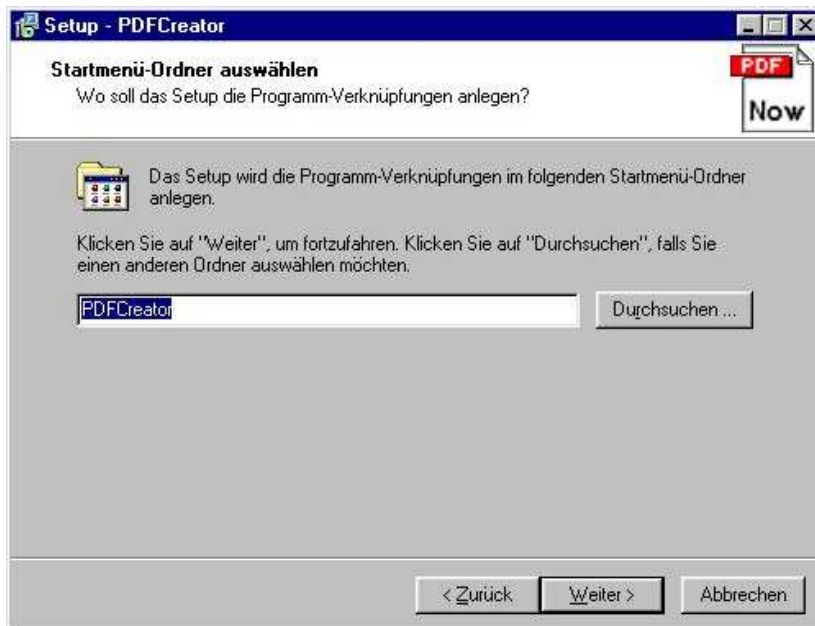 Setup - PDFCreator
Startmenü-Ordner auswählen
Wo soll das Setup die Programm-Verknüpfungen anlegen?
PDF
Now
Das Setup wird die Programm-Verknüpfungen im folgenden Startmenü-Ordner
anlegen.
Klicken Sie auf "Weiter", um fortzufahren. Klicken Sie auf "Durchsuchen", falls Sie
einen anderen Ordner auswählen möchten.
PDFCreator
Durchsuchen ...
< Zurück
Weiter >
Abbrechen